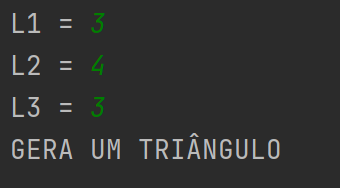 L1 = 3
L2 = 4
L3 = 3
GERA UM TRIÂNGULO